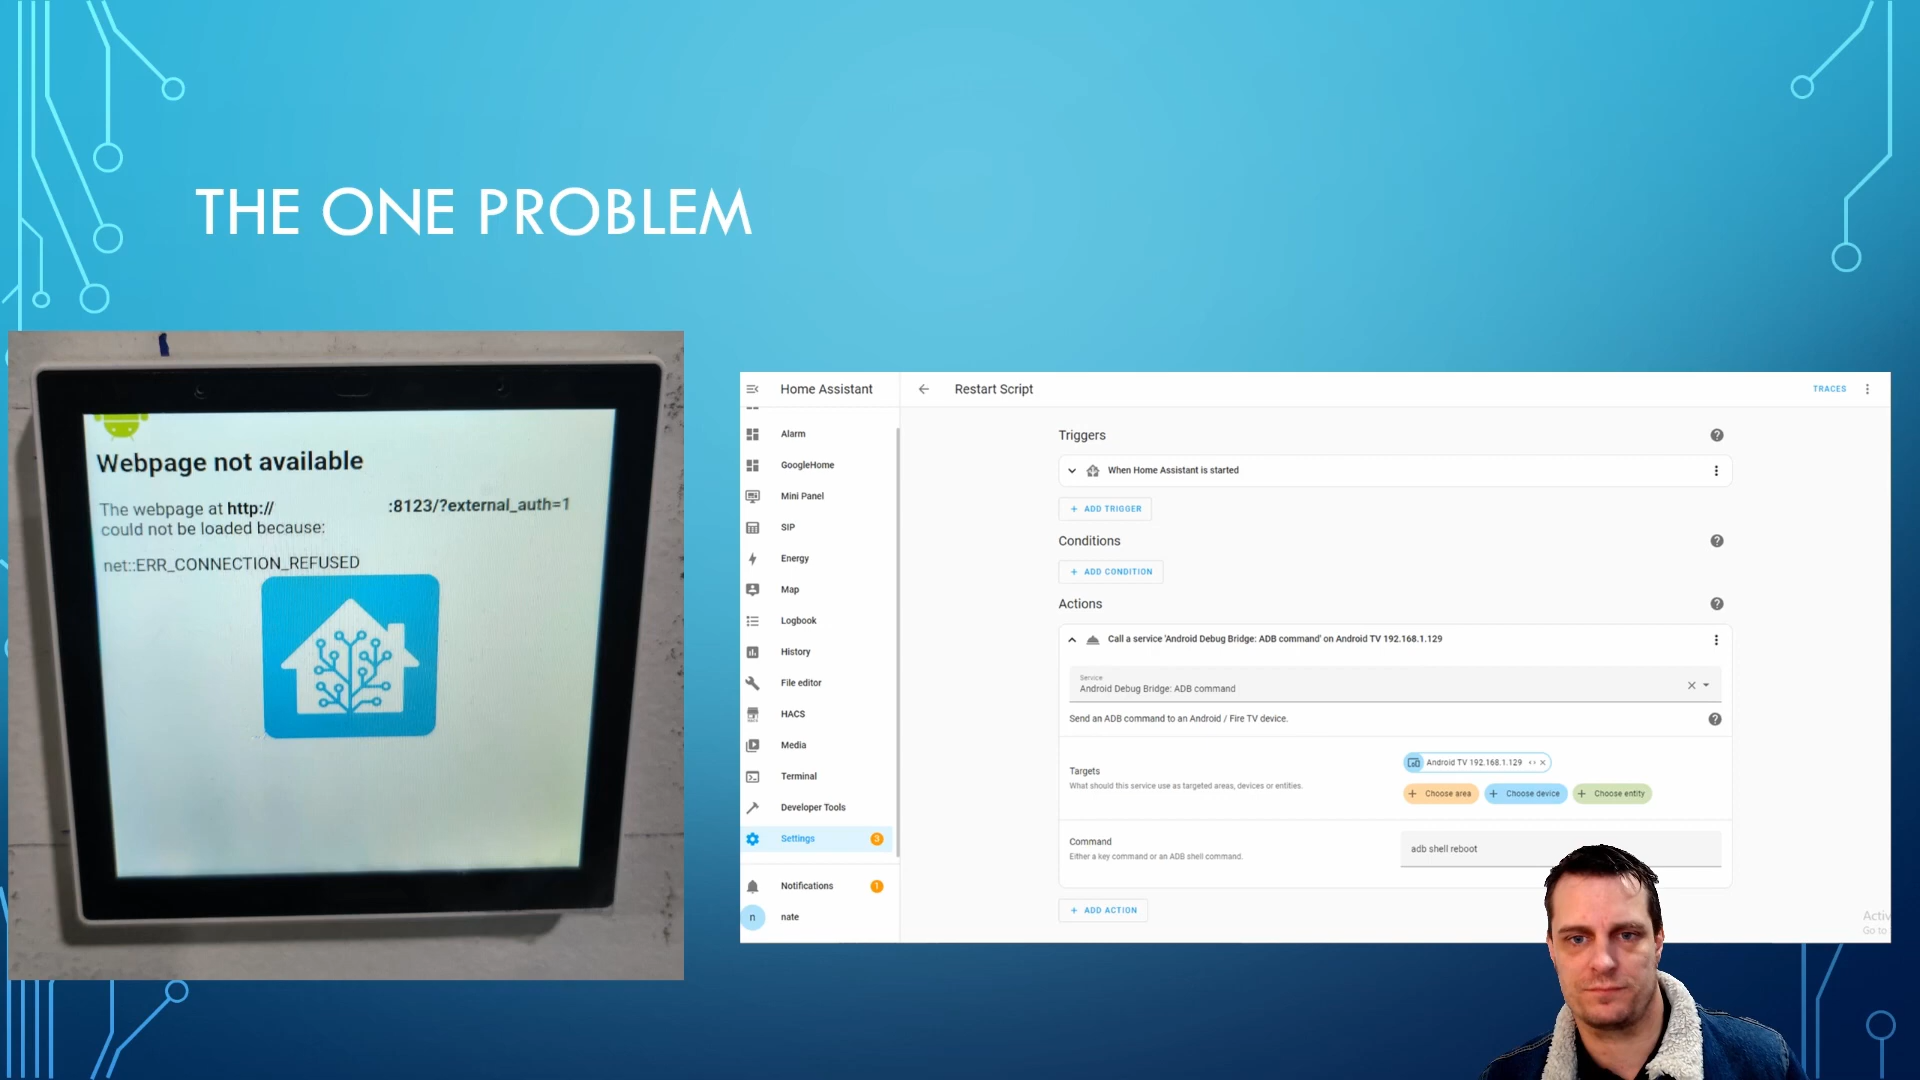 THE ONE PROBLEM
Webpage not available
The webpage at http:// :8123/?external_auth=1
could not be loaded because:
net::ERR_CONNECTION_REFUSED
Home Assistant
Alarm
GoogleHome
Mini Panel
SIP
Energy
Map
Logbook
History
File editor
HACS
Media
Terminal
Developer Tools
Settings 3
Notifications 1
n nate
Restart Script
TRACES
Triggers
When Home Assistant is started
+ ADD TRIGGER
Conditions
+ ADD CONDITION
Actions
Call a service 'Android Debug Bridge: ADB command' on Android TV 192.168.1.129
Service
Android Debug Bridge: ADB command
Send an ADB command to an Android / Fire TV device.
Targets
What should this service use as targeted areas, devices or entities.
Android TV 192.168.1.129
+ Choose area
+ Choose device
+ Choose entity
Command
Either a key command or an ADB shell command.
adb shell reboot
+ ADD ACTION
Activ
Go to